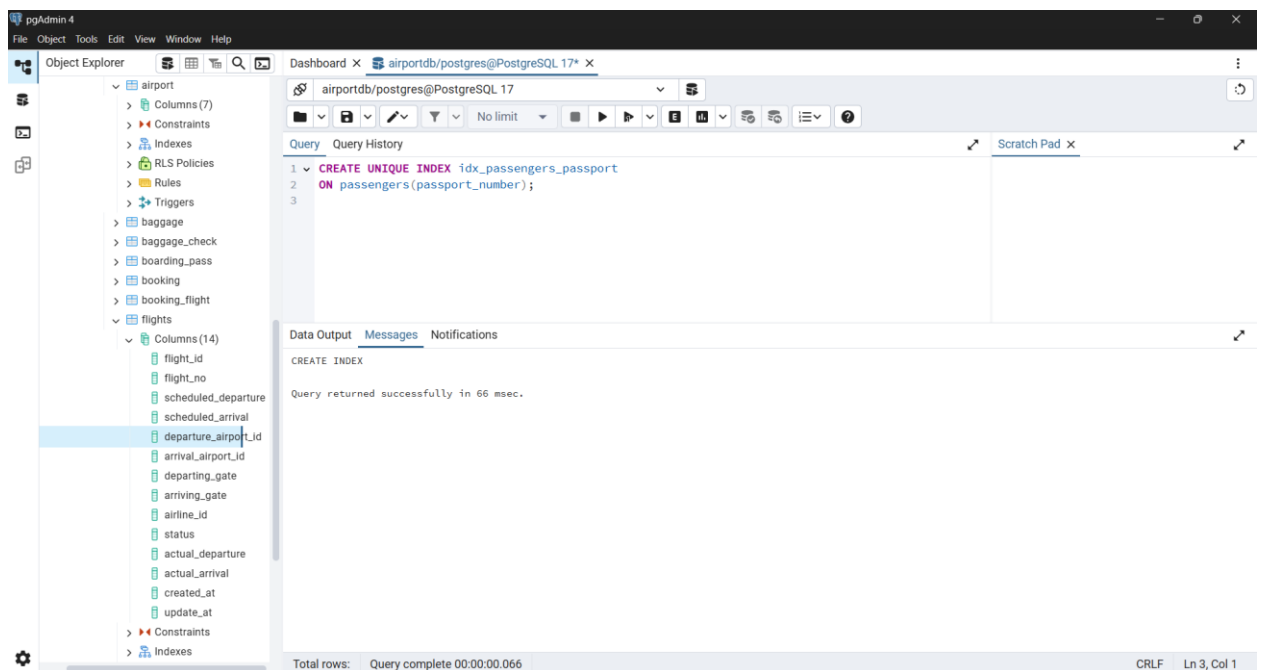 pgAdmin 4
File Object Tools Edit View Window Help
Object Explorer
airport
Columns (7)
Constraints
Indexes
RLS Policies
Rules
Triggers
baggage
baggage_check
boarding_pass
booking
booking_flight
flights
Columns (14)
flight_id
flight_no
scheduled_departure
scheduled_arrival
departure_airport_id
arrival_airport_id
departing_gate
arriving_gate
airline_id
status
actual_departure
actual_arrival
created_at
update_at
Constraints
Indexes
Dashboard airportdb/postgres@PostgreSQL 17*
airportdb/postgres@PostgreSQL 17
No limit E
Query Query History
Scratch Pad
1 CREATE UNIQUE INDEX idx_passengers_passport
2 ON passengers(passport_number);
3
Data Output Messages Notifications
CREATE INDEX
Query returned successfully in 66 msec.
Total rows: Query complete 00:00:00.066 CRLF Ln 3, Col 1